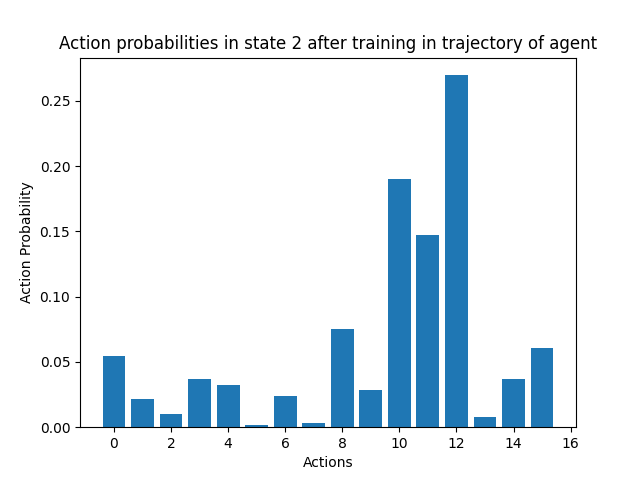 Action probabilities in state 2 after training in trajectory of agent
0.25
0.20
0.15
0.10
0.05
0.00
Action Probability
0 2 4 6 8 10 12 14 16
Actions